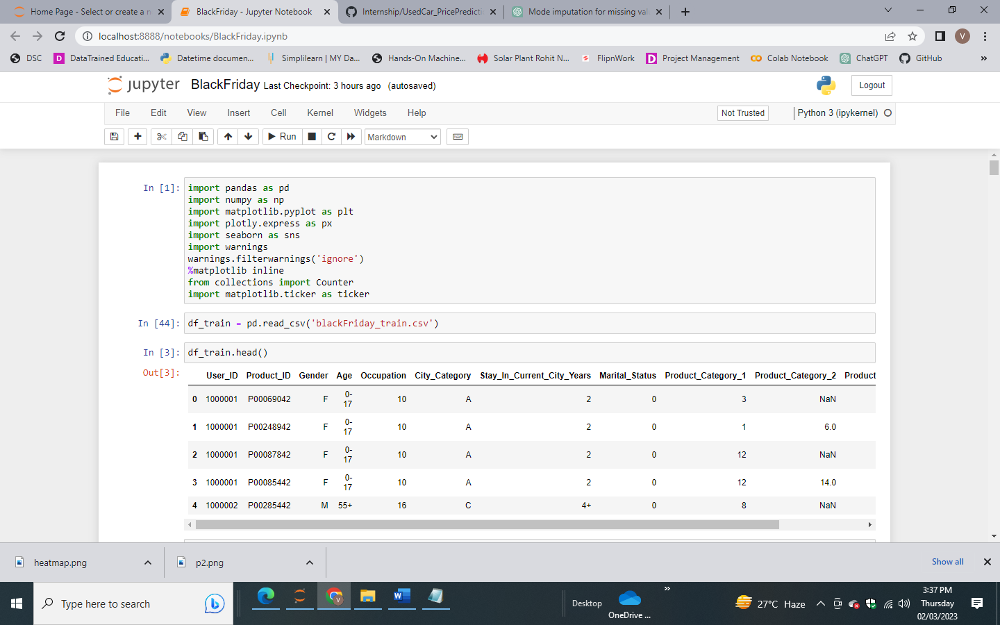 Home Page - Select or create a n
BlackFriday - Jupyter Notebook
Internship/UsedCar_PricePredicti
Mode imputation for missing val
localhost:8888/notebooks/BlackFriday.ipynb
V
DSC
DataTrained Educati...
Datetime documen...
Simplilearn | MY Da...
Hands-On Machine...
Solar Plant Rohit N...
FlipnWork
Project Management
Colab Notebook
ChatGPT
GitHub
»
jupyter BlackFriday Last Checkpoint: 3 hours ago (autosaved)
Logout
File Edit View Insert Cell Kernel Widgets Help
Not Trusted
Python 3 (ipykernel)
Run
Markdown
In [1]:
import pandas as pd
import numpy as np
import matplotlib.pyplot as plt
import plotly.express as px
import seaborn as sns
import warnings
warnings.filterwarnings('ignore')
%matplotlib inline
from collections import Counter
import matplotlib.ticker as ticker
In [44]: df_train = pd.read_csv('blackFriday_train.csv')
In [3]: df_train.head()
Out[3]:
User_ID Product_ID Gender Age Occupation City_Category Stay_In_Current_City_Years Marital_Status Product_Category_1 Product_Category_2 Product
0 1000001 P00069042 F 0-17 10 A 2 0 3 NaN
1 1000001 P00248942 F 0-17 10 A 2 0 1 6.0
2 1000001 P00087842 F 0-17 10 A 2 0 12 NaN
3 1000001 P00085442 F 0-17 10 A 2 0 12 14.0
4 1000002 P00285442 M 55+ 16 C 4+ 0 8 NaN
heatmap.png
p2.png
Show all
Type here to search
Desktop
OneDrive ...
»
27°C Haze
3:37 PM
Thursday
02/03/2023